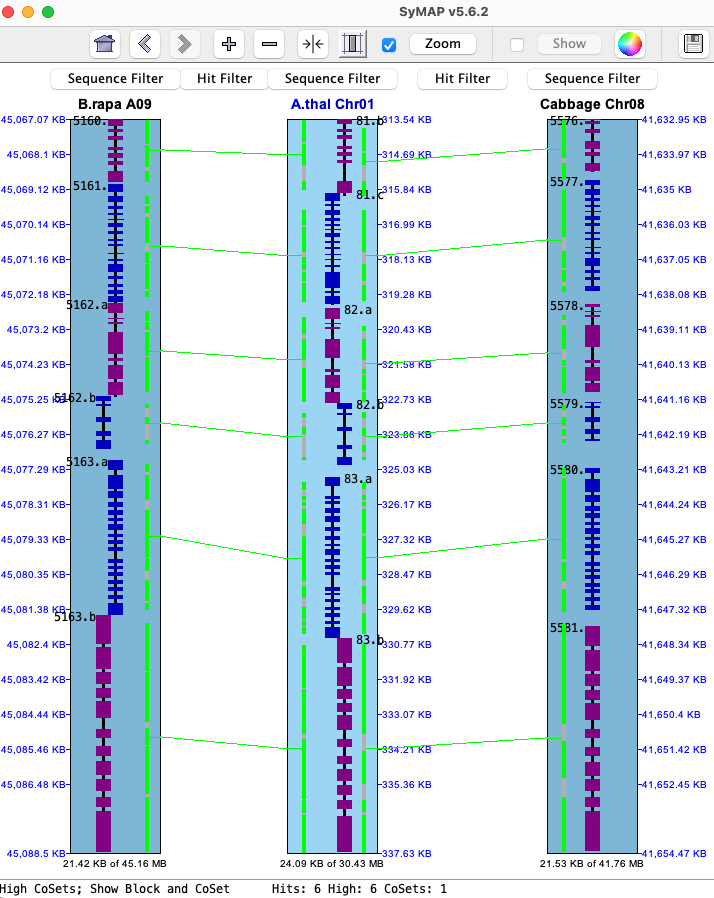 SyMAP v5.6.2
Zoom Show
Sequence Filter Hit Filter Sequence Filter Hit Filter Sequence Filter
B.rapa A09 A.thal Chr01 Cabbage Chr08
45,067.07 KB 5160. 81.b 313.54 KB 5576. 41,632.95 KB
45,068.1 KB 314.69 KB 41,633.97 KB
45,069.12 KB 5161. 81.c 315.84 KB 5577. 41,635 KB
45,070.14 KB 316.99 KB 41,636.03 KB
45,071.16 KB 318.13 KB 41,637.05 KB
45,072.18 KB 319.28 KB 41,638.08 KB
5162.a 82.a 5578.
45,073.2 KB 320.43 KB 41,639.11 KB
45,074.23 KB 321.58 KB 41,640.13 KB
45,075.25 KB 5162.b 82.b 322.73 KB 5579. 41,641.16 KB
45,076.27 KB 323.88 KB 41,642.19 KB
45,077.29 KB 5163.a 83.a 325.03 KB 5580. 41,643.21 KB
45,078.31 KB 326.17 KB 41,644.24 KB
45,079.33 KB 327.32 KB 41,645.27 KB
45,080.35 KB 328.47 KB 41,646.29 KB
45,081.38 KB 329.62 KB 41,647.32 KB
5163.b 83.b 5581.
45,082.4 KB 330.77 KB 41,648.34 KB
45,083.42 KB 331.92 KB 41,649.37 KB
45,084.44 KB 333.07 KB 41,650.4 KB
45,085.46 KB 334.21 KB 41,651.42 KB
45,086.48 KB 335.36 KB 41,652.45 KB
45,088.5 KB 337.63 KB 41,654.47 KB
21.42 KB of 45.16 MB 24.09 KB of 30.43 MB 21.53 KB of 41.76 MB
High CoSets; Show Block and CoSet Hits: 6 High: 6 CoSets: 1